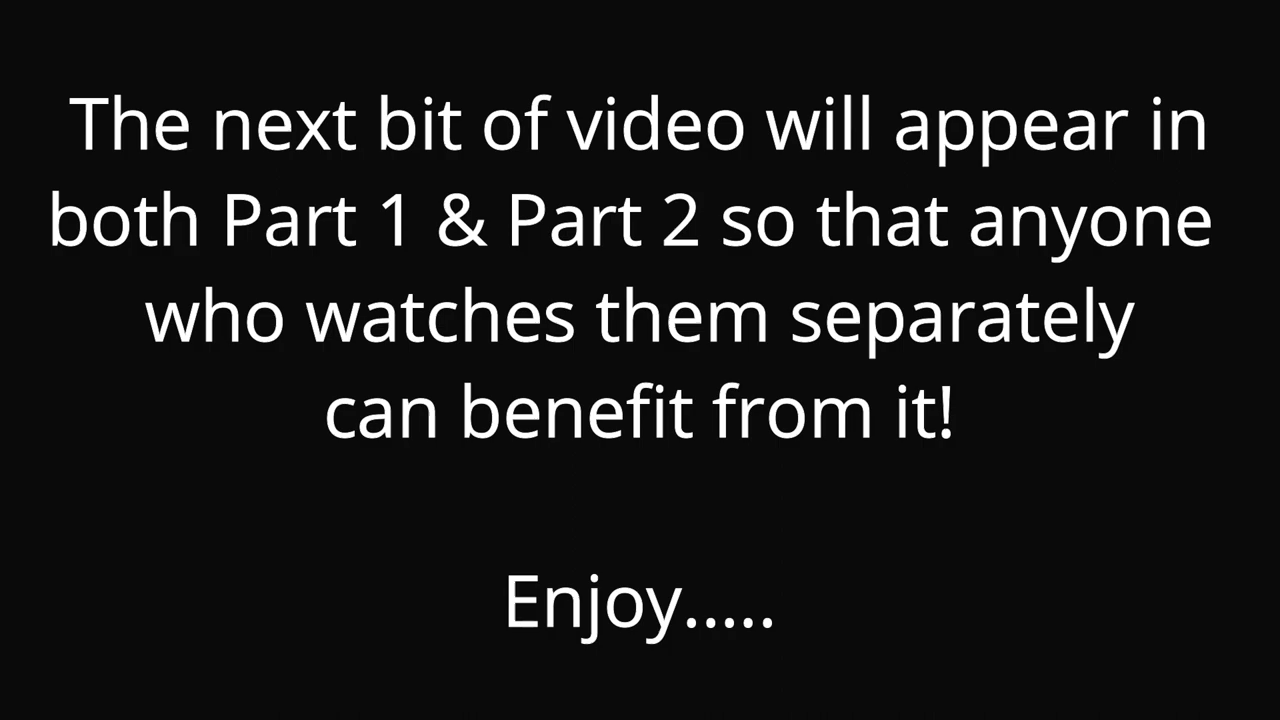 The next bit of video will appear in
both Part 1 & Part 2 so that anyone
who watches them separately
can benefit from it!
Enjoy.....